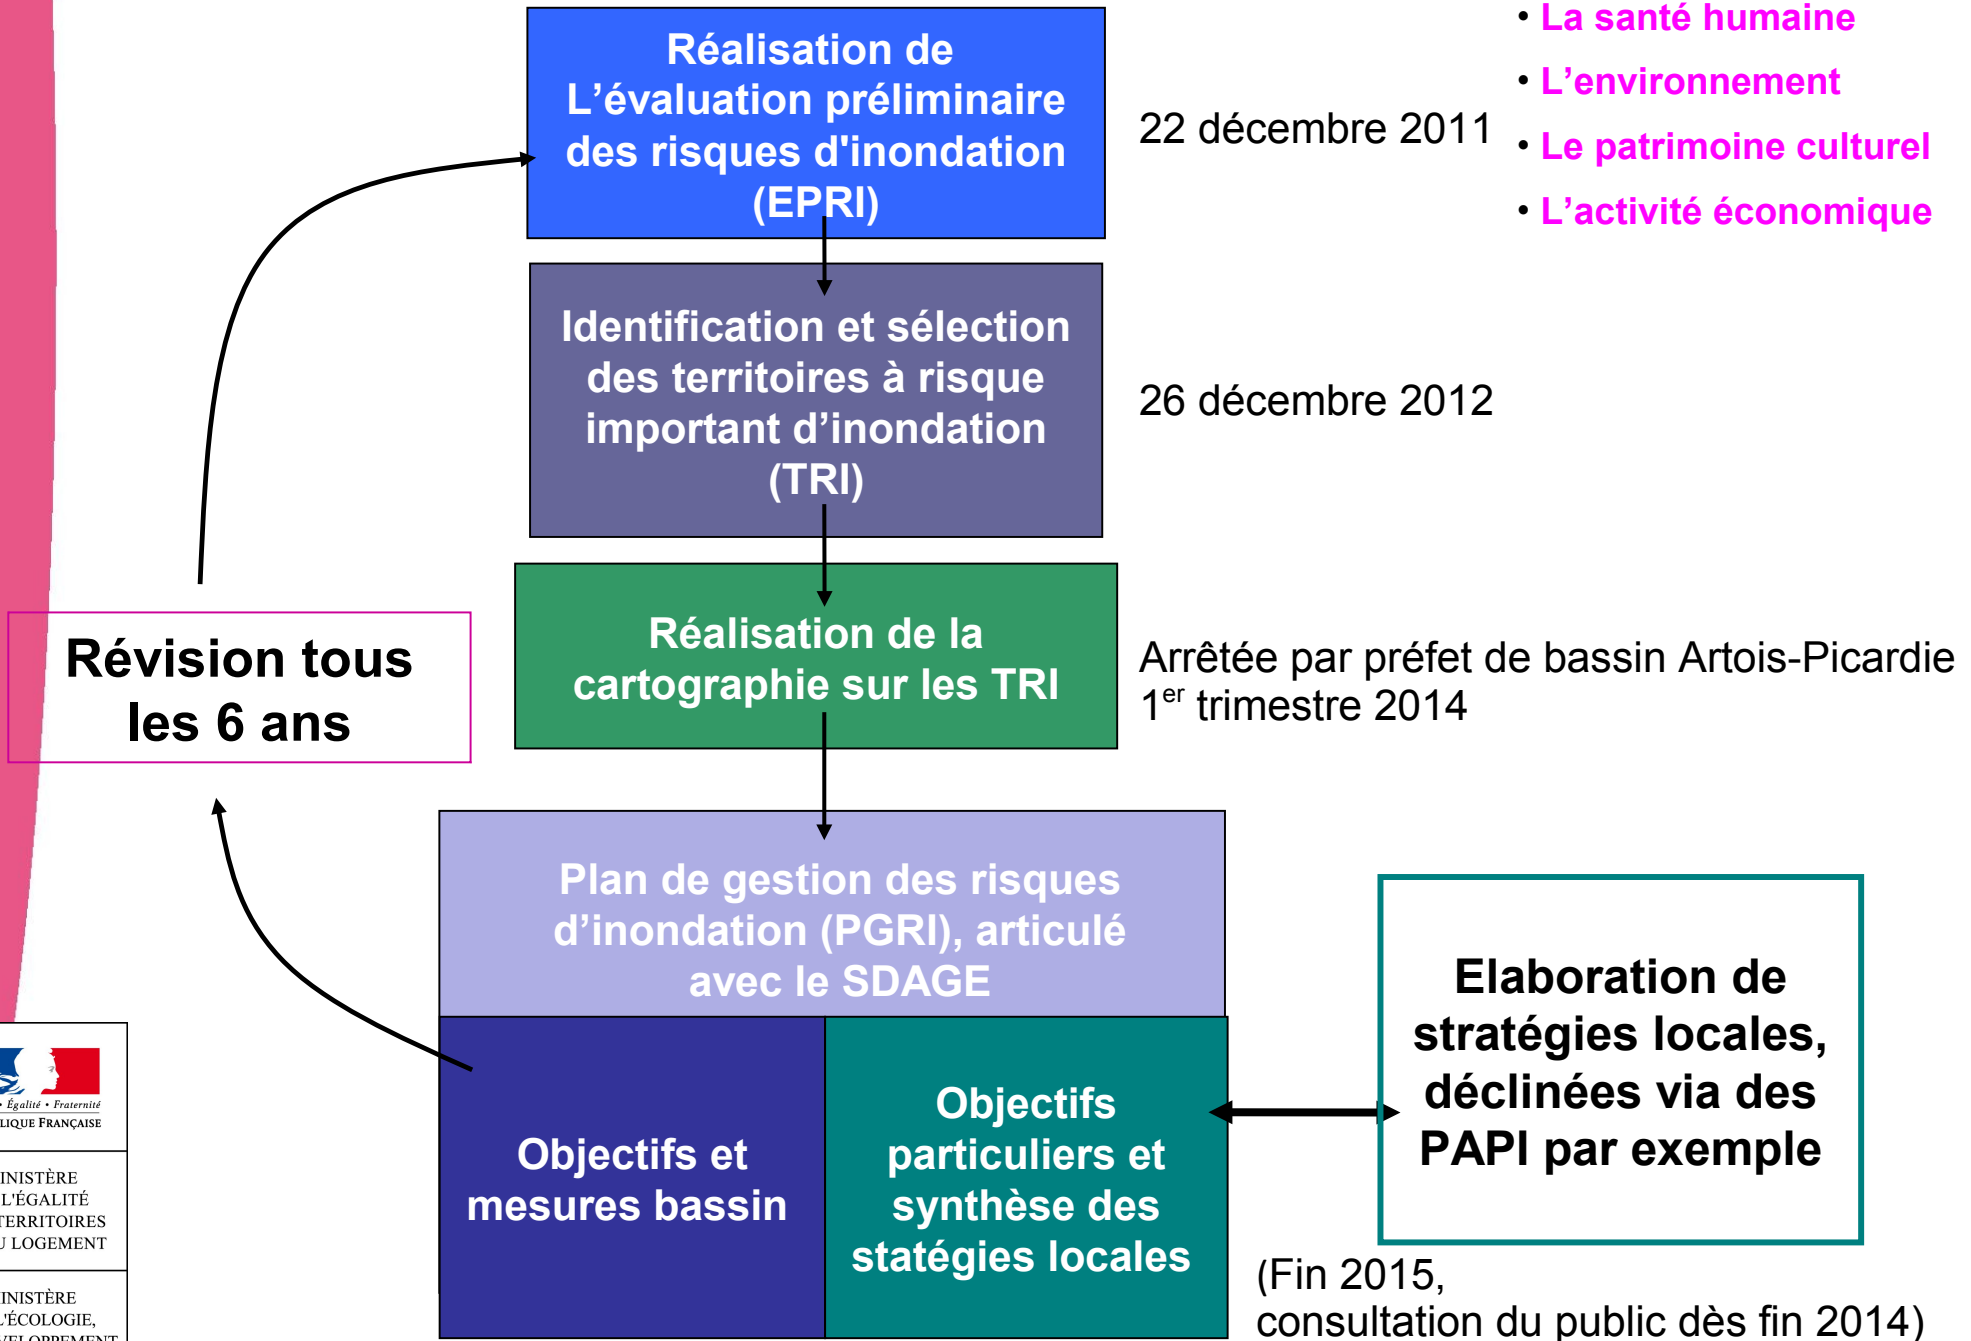 Réalisation de
L'évaluation préliminaire
des risques d'inondation
(EPRI)
22 décembre 2011
• La santé humaine
• L’environnement
• Le patrimoine culturel
• L’activité économique
Identification et sélection
des territoires à risque
important d’inondation
(TRI)
26 décembre 2012
Révision tous
les 6 ans
Réalisation de la
cartographie sur les TRI
Arrêtée par préfet de bassin Artois-Picardie
1er trimestre 2014
Plan de gestion des risques
d’inondation (PGRI), articulé
avec le SDAGE
Objectifs et
mesures bassin
Objectifs
particuliers et
synthèse des
statégies locales
Elaboration de
stratégies locales,
déclinées via des
PAPI par exemple
(Fin 2015,
consultation du public dès fin 2014)
• Égalité • Fraternité
LIQUE FRANÇAISE
INISTÈRE
L'ÉGALITÉ
TERRITOIRES
U LOGEMENT
INISTÈRE
L'ÉCOLOGIE,
VELOPPEMENT